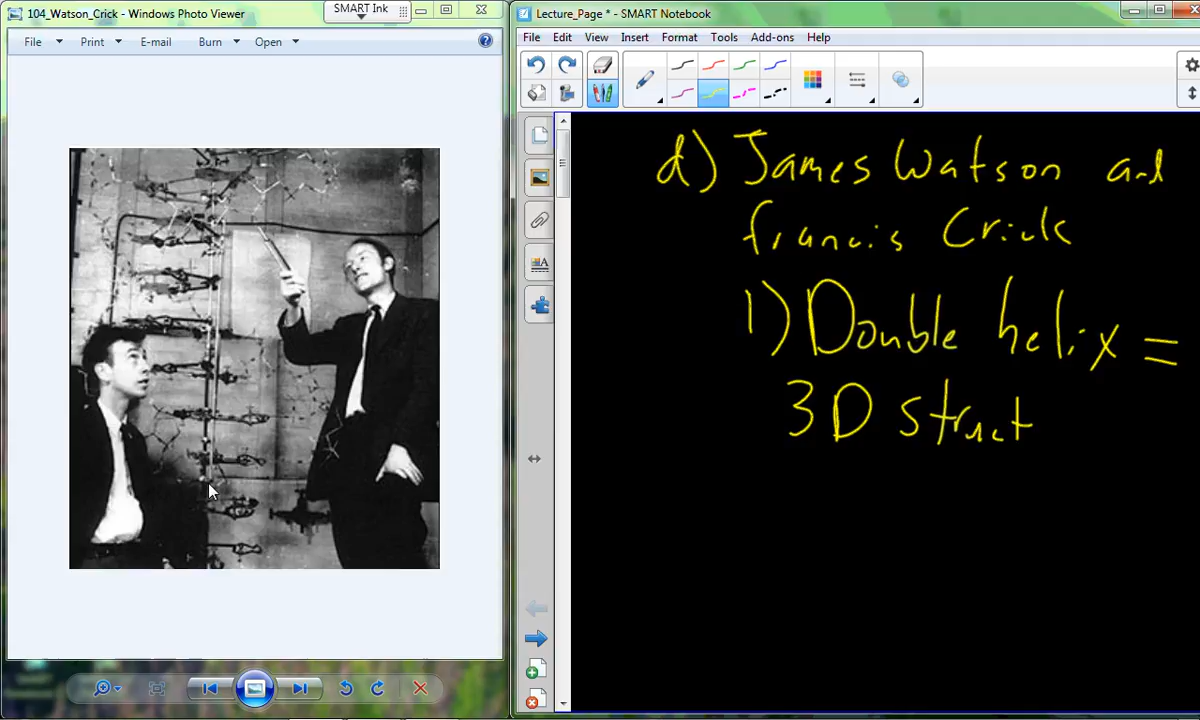 104_Watson_Crick - Windows Photo Viewer
SMART Ink
File Print E-mail Burn Open
Lecture_Page * - SMART Notebook
File Edit View Insert Format Tools Add-ons Help
d) James Watson and
Francis Crick
1) Double helix =
3D struct